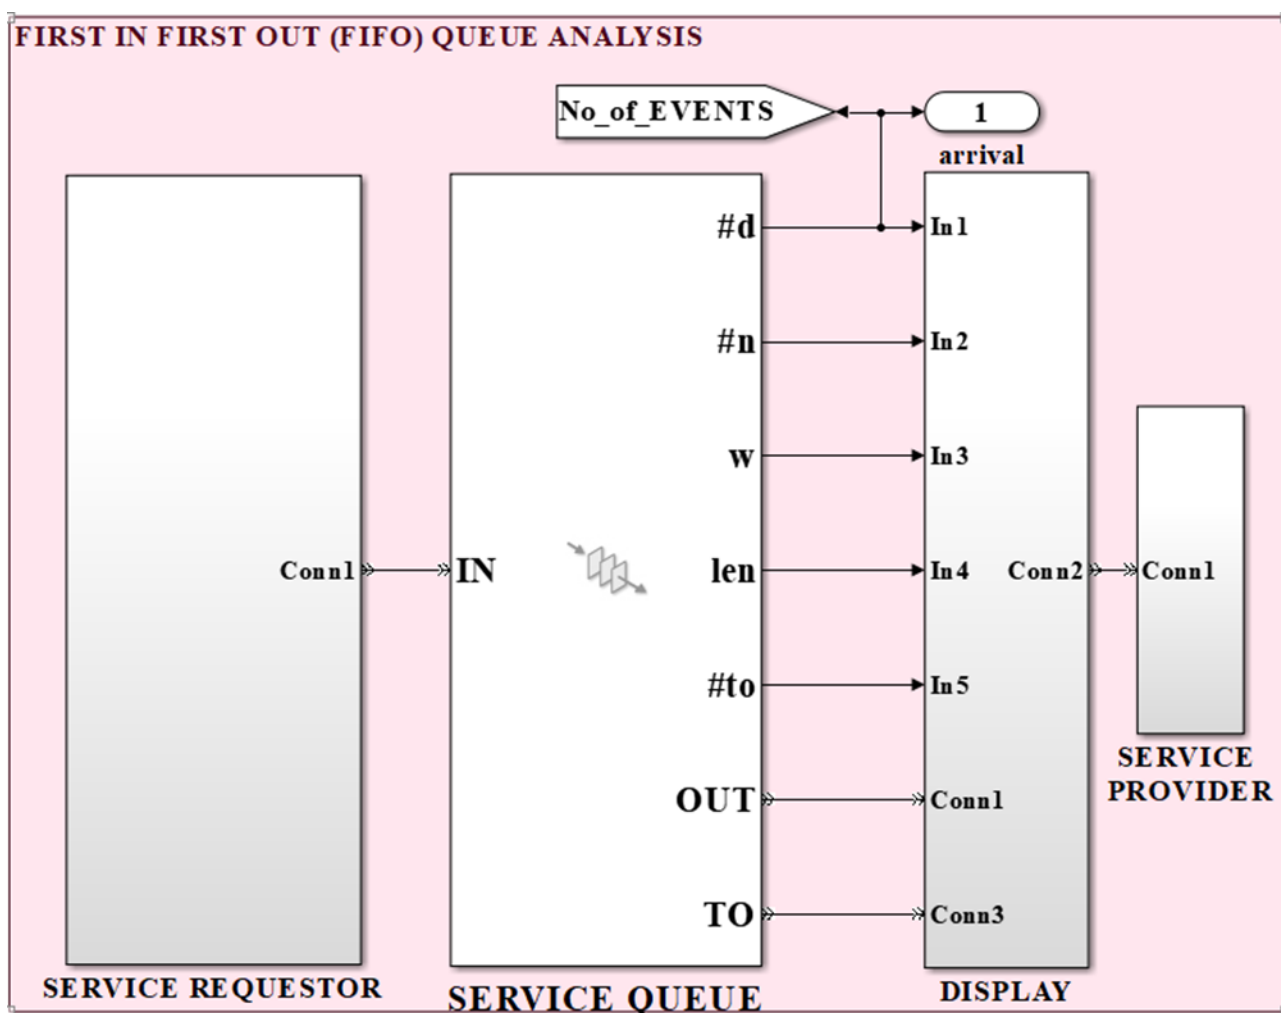 FIRST IN FIRST OUT (FIFO) QUEUE ANALYSIS
No_of_EVENTS
1
arrival
#d
In1
#n
In2
w
In3
Conn1
IN
len
In4
Conn2
Conn1
#to
In5
SERVICE
PROVIDER
OUT
Conn1
TO
Conn3
SERVICE REQUESTOR
SERVICE QUEUE
DISPLAY